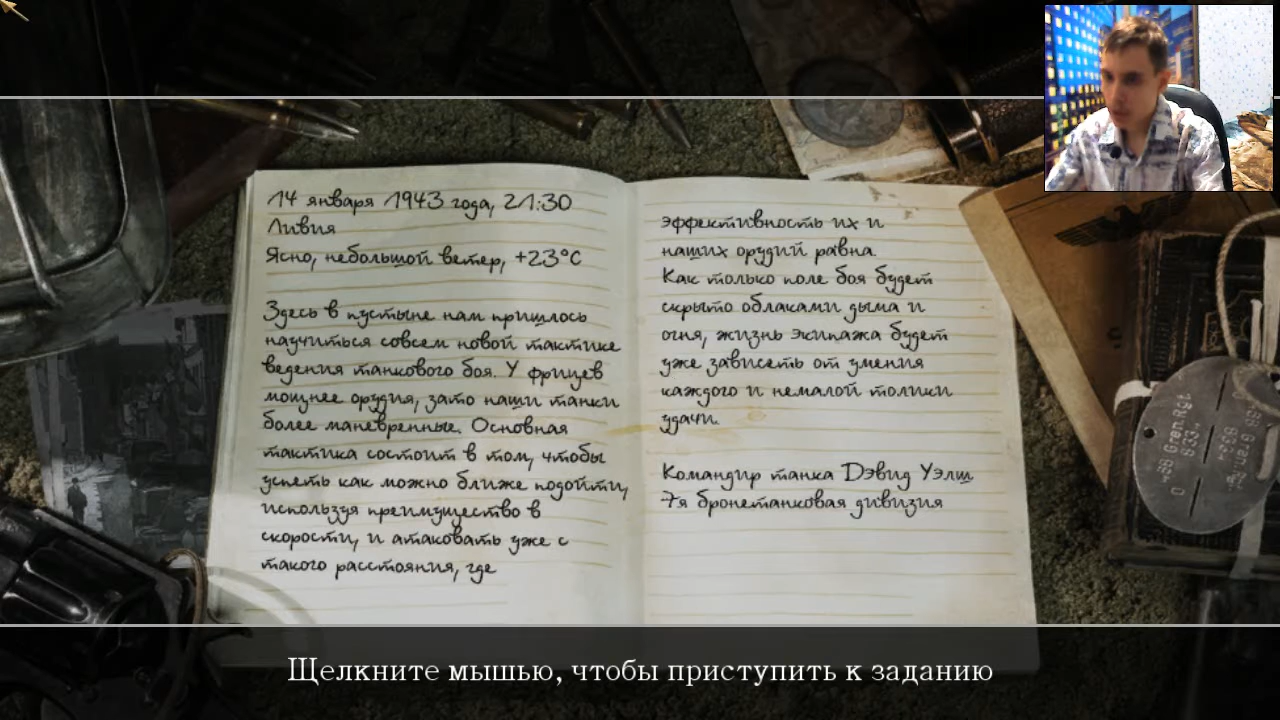 14 января 1943 года, 21:30
Ливия
Ясно, небольшой ветер, +23°C
Здесь в пустыне нам пришлось
научиться совсем новой тактике
ведения танкового боя. У фрицев
мощнее орудия, зато наши танки
более маневренные. Основная
тактика состоит в том, чтобы
успеть как можно ближе подойти,
используя преимущество в
скорости, и атаковать уже с
такого расстояния, где
эффективность их и
наших орудий равна.
Как только поле боя будет
скрыто облаками дыма и
огня, жизнь экипажа будет
уже зависеть от умения
каждого и немалой толики
удачи.
Командир танка Дэвид Уэлш
7я бронетанковая дивизия
Щелкните мышью, чтобы приступить к заданию